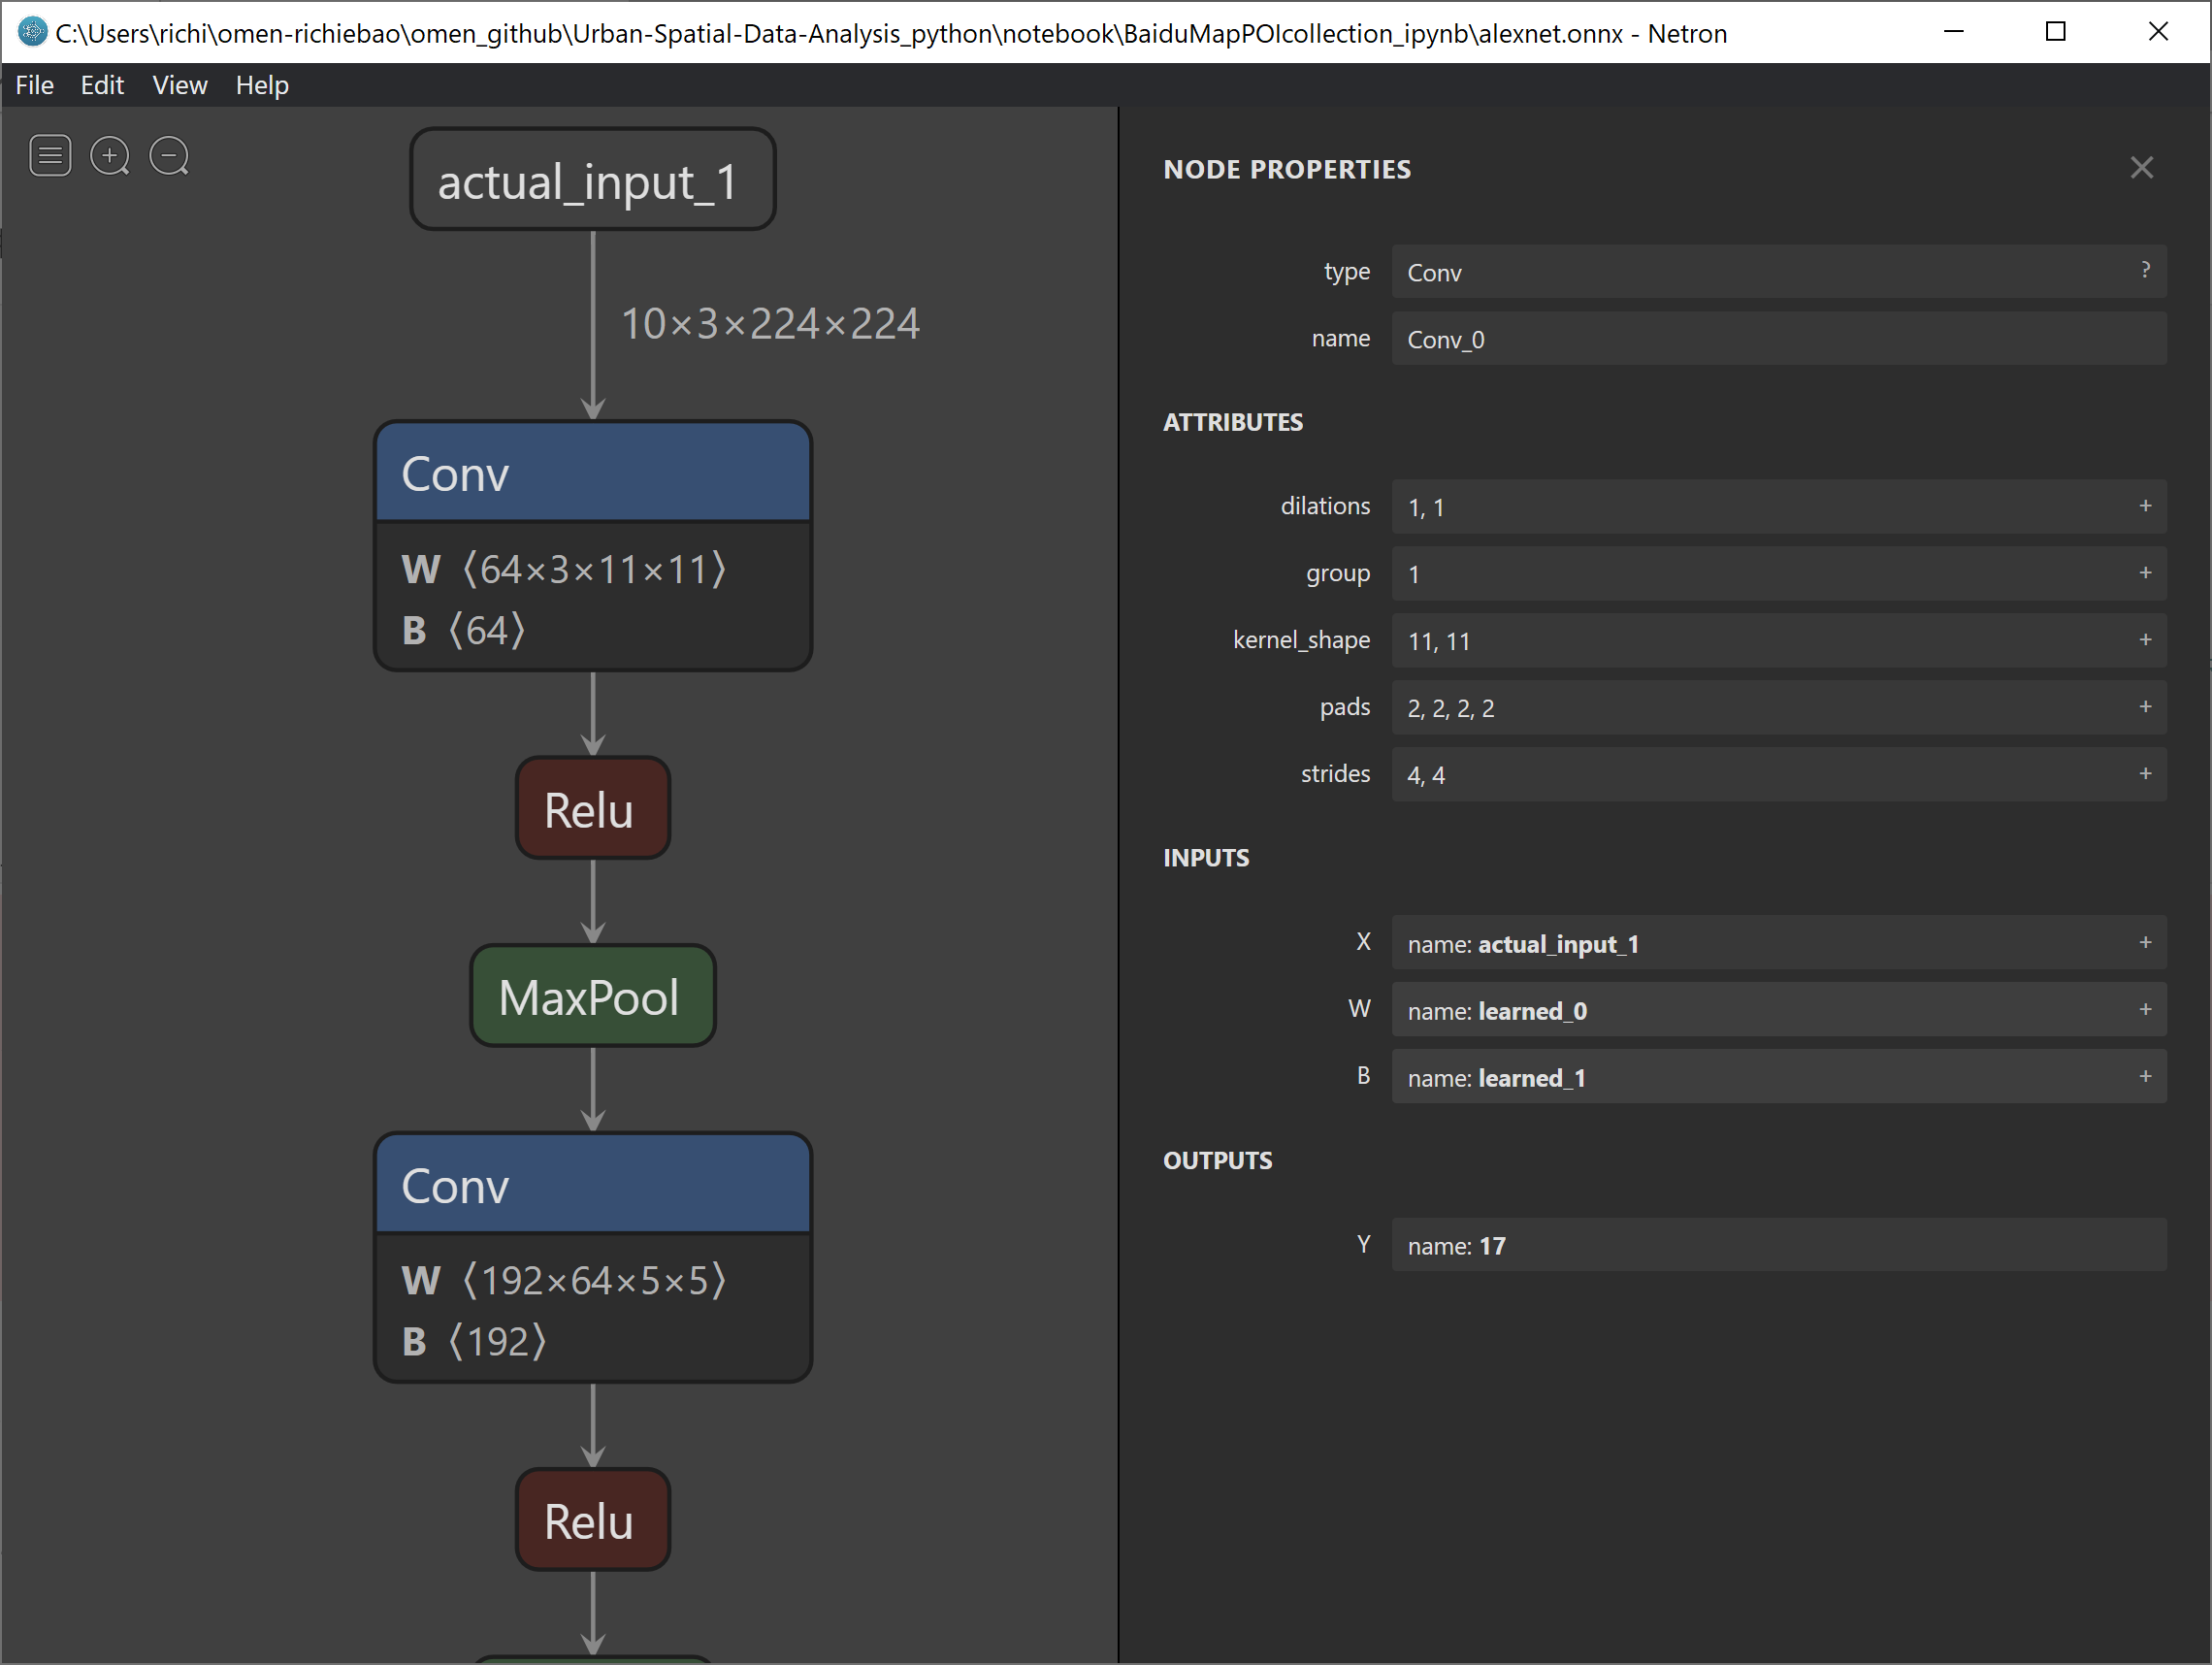 C:\Users\richi\omen-richiebao\omen_github\Urban-Spatial-Data-Analysis_python\notebook\BaiduMapPOIcollection_ipynb\alexnet.onnx - Netron
File Edit View Help
actual_input_1
10×3×224×224
Conv
W ⟨64×3×11×11⟩
B ⟨64⟩
Relu
MaxPool
Conv
W ⟨192×64×5×5⟩
B ⟨192⟩
Relu
NODE PROPERTIES
type Conv ?
name Conv_0
ATTRIBUTES
dilations 1, 1 +
group 1 +
kernel_shape 11, 11 +
pads 2, 2, 2, 2 +
strides 4, 4 +
INPUTS
X name: actual_input_1 +
W name: learned_0 +
B name: learned_1 +
OUTPUTS
Y name: 17